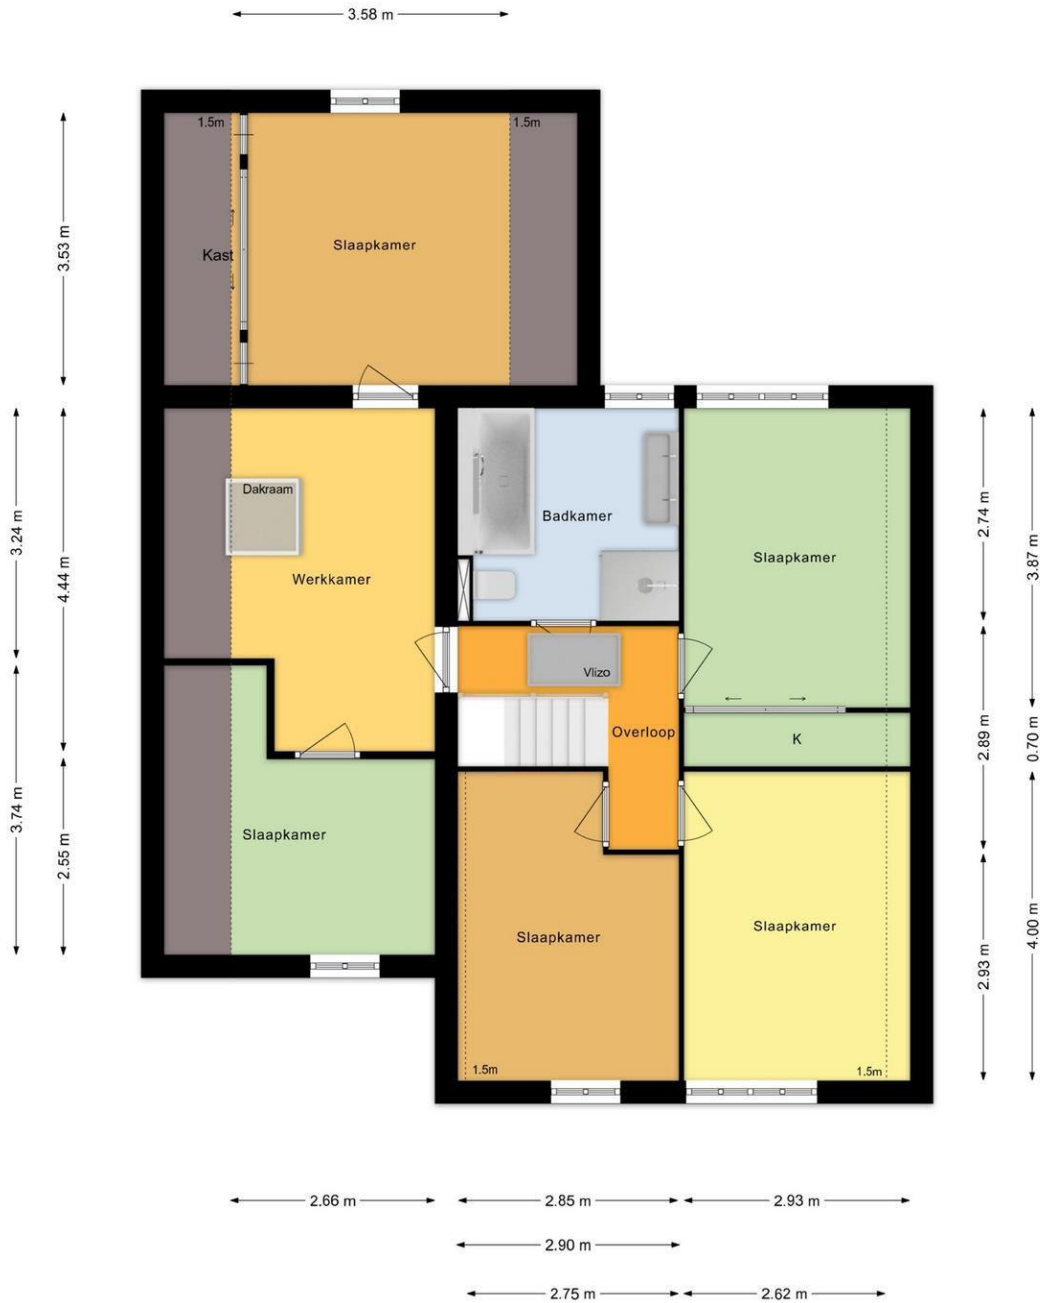 3.58 m
1.5m
1.5m
3.53 m
Slaapkamer
Kast
Dakraam
3.24 m
4.44 m
Badkamer
2.74 m
3.87 m
Slaapkamer
Werkkamer
Vlizo
Overloop
K
2.89 m
0.70 m
3.74 m
2.55 m
Slaapkamer
Slaapkamer
Slaapkamer
4.00 m
2.93 m
1.5m
1.5m
2.66 m
2.85 m
2.93 m
2.90 m
2.75 m
2.62 m